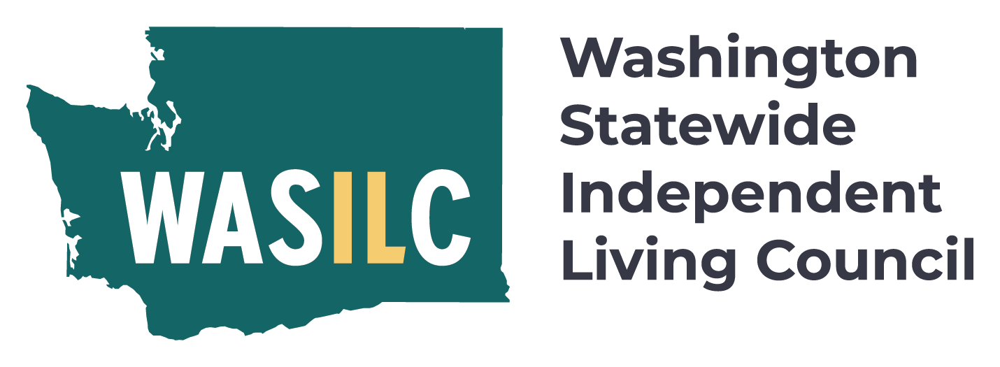 WASILC
Washington
Statewide
Independent
Living Council